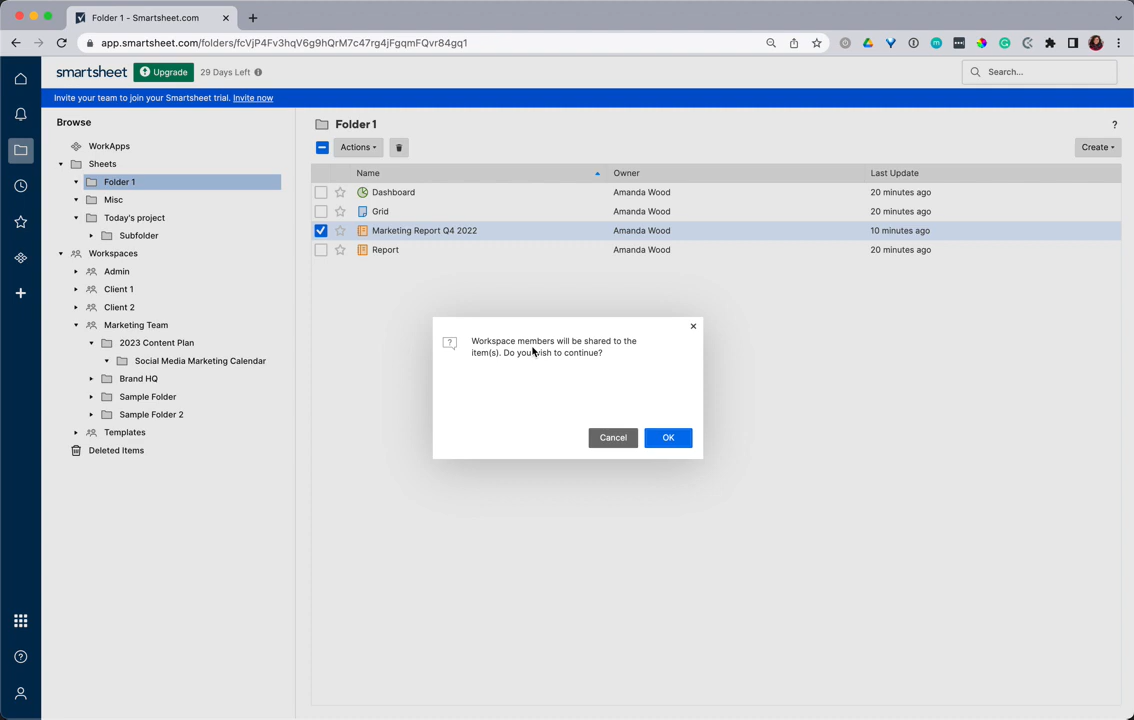 Folder 1 - Smartsheet.com
app.smartsheet.com/folders/fcVjP4Fv3hqV6g9hQrM7c47rg4jFgqmFQvr84gq1
smartsheet
Upgrade
29 Days Left
Search...
Invite your team to join your Smartsheet trial. Invite now
Browse
WorkApps
Sheets
Folder 1
Misc
Today's project
Subfolder
Workspaces
Admin
Client 1
Client 2
Marketing Team
2023 Content Plan
Social Media Marketing Calendar
Brand HQ
Sample Folder
Sample Folder 2
Templates
Deleted Items
Folder 1
?
Actions
Create
Name Owner Last Update
Dashboard Amanda Wood 20 minutes ago
Grid Amanda Wood 20 minutes ago
Marketing Report Q4 2022 Amanda Wood 10 minutes ago
Report Amanda Wood 20 minutes ago
Workspace members will be shared to the
item(s). Do you wish to continue?
Cancel
OK